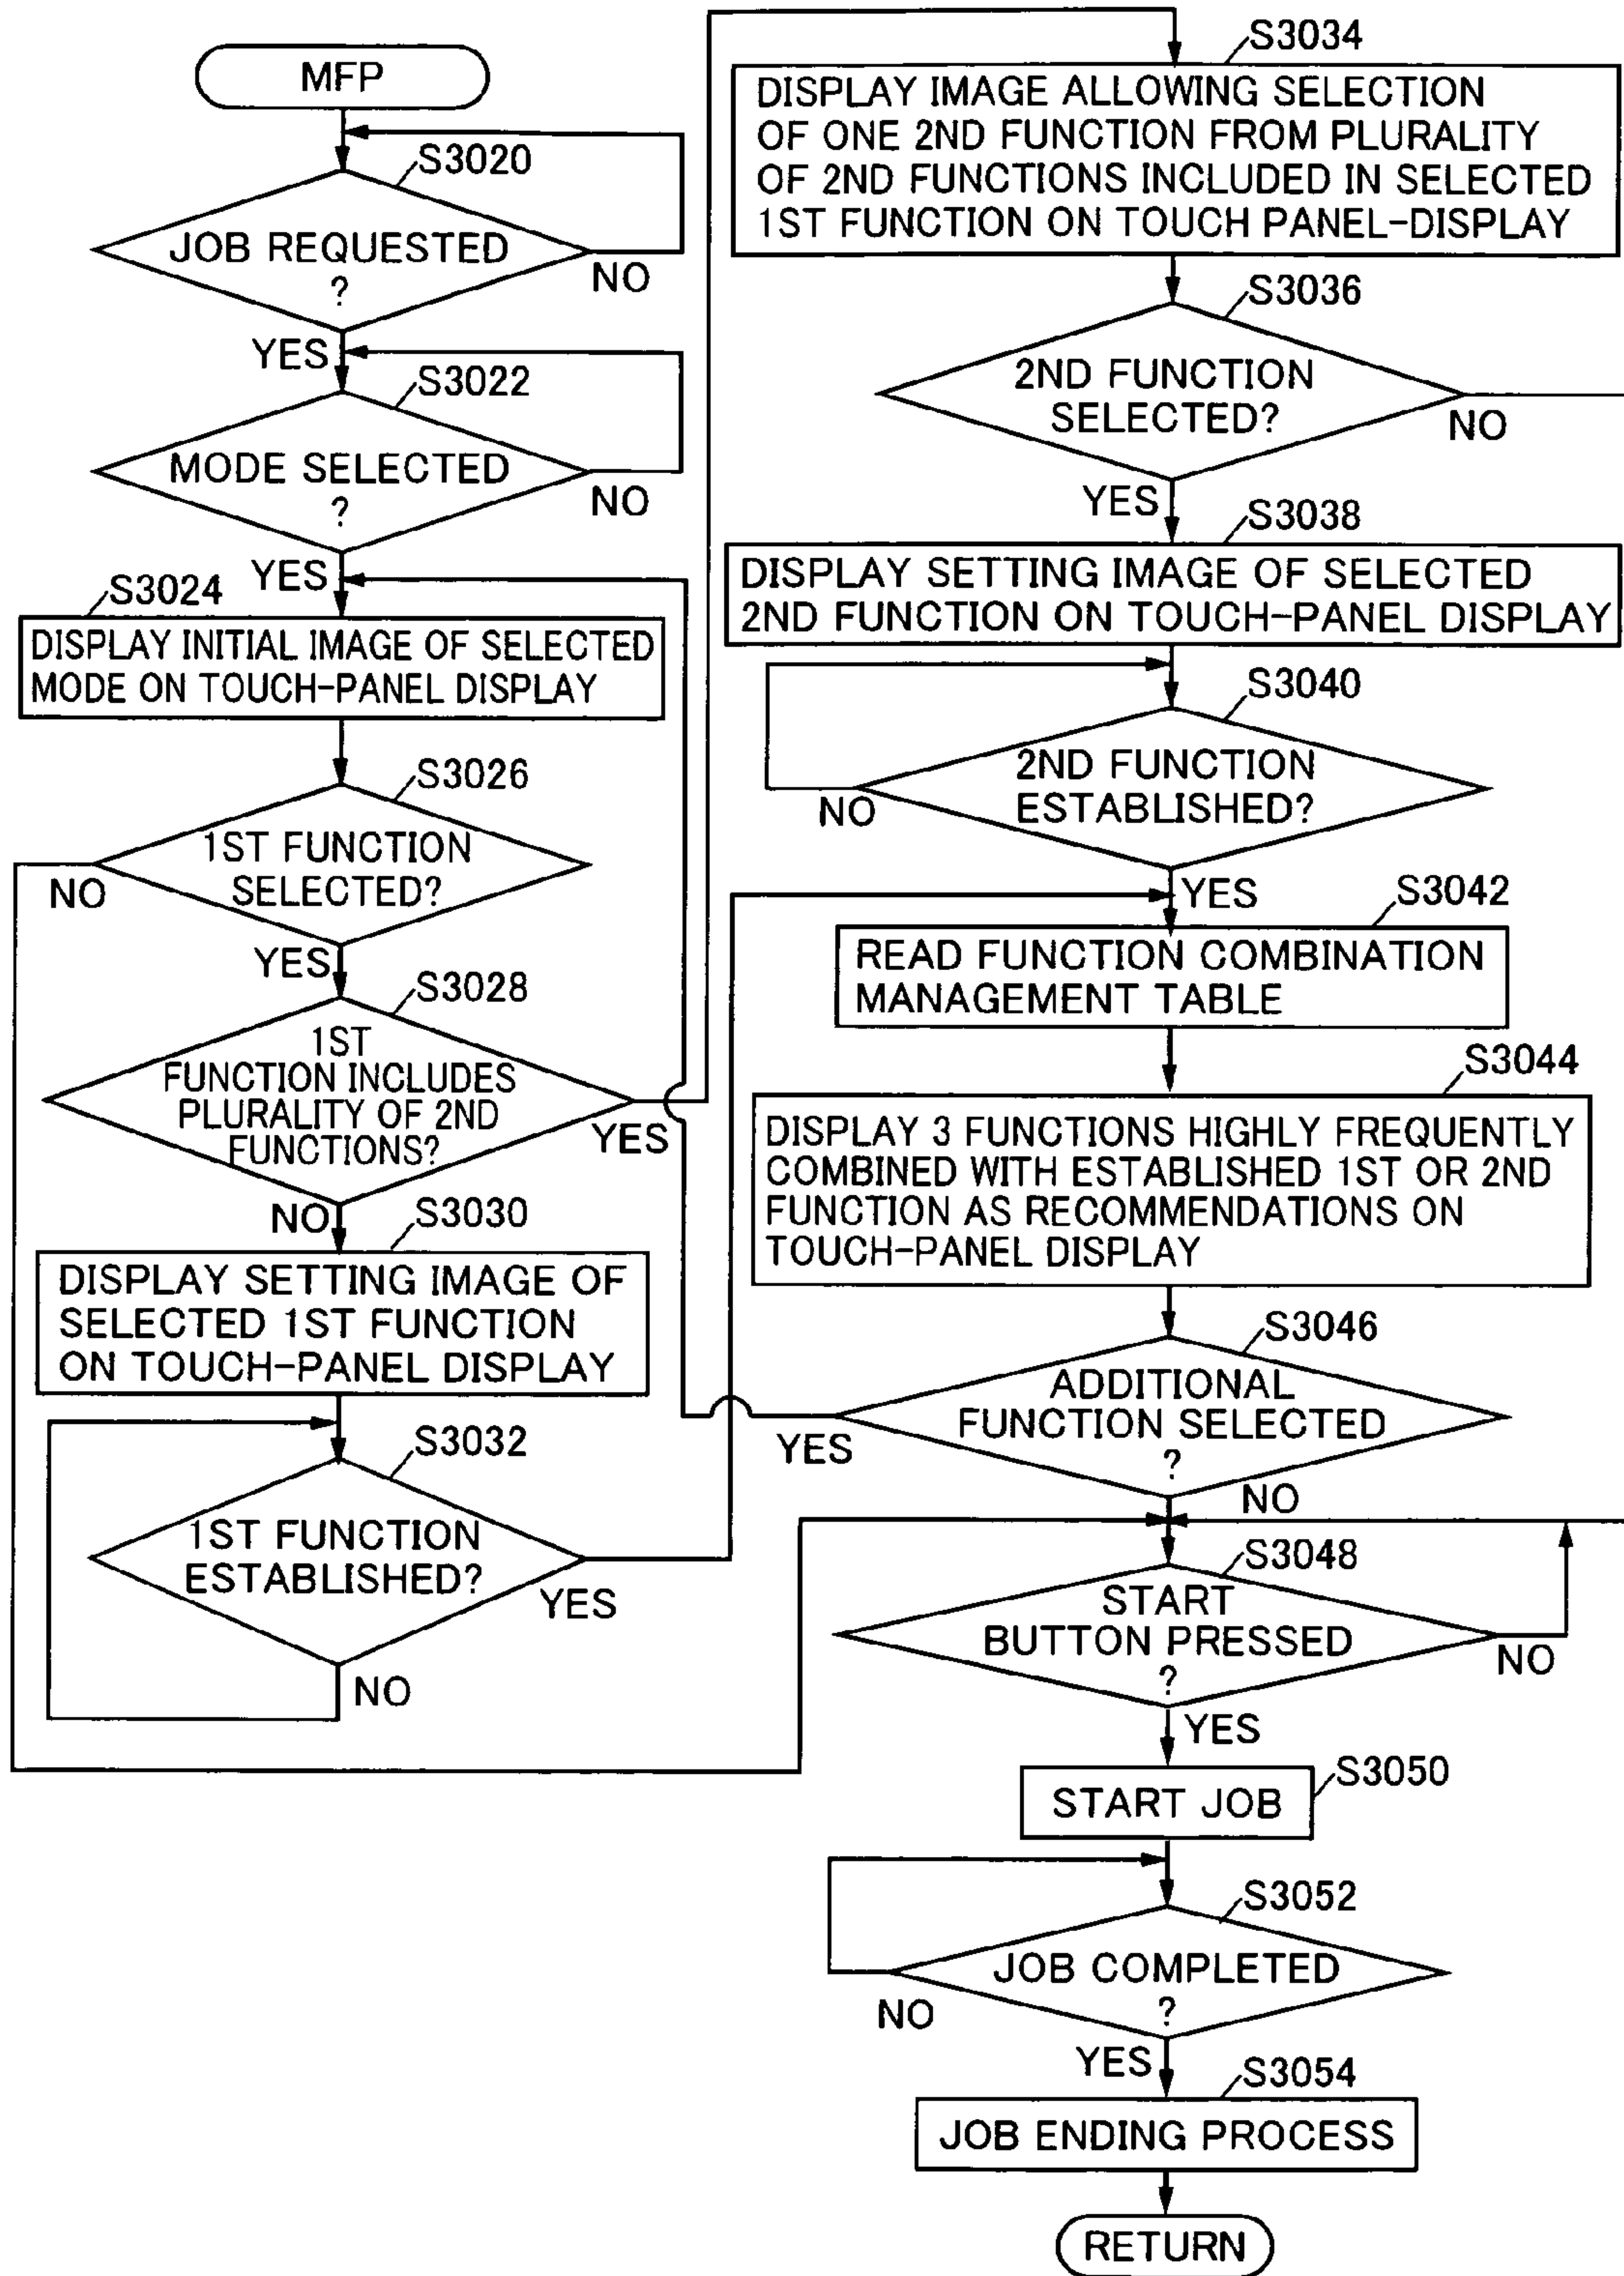 MFP
S3020
JOB REQUESTED
?
NO
YES
S3022
MODE SELECTED
?
NO
YES
S3024
DISPLAY INITIAL IMAGE OF SELECTED
MODE ON TOUCH-PANEL DISPLAY
S3026
1ST FUNCTION
SELECTED?
NO
YES
S3028
1ST
FUNCTION INCLUDES
PLURALITY OF 2ND
FUNCTIONS?
YES
NO
S3030
DISPLAY SETTING IMAGE OF
SELECTED 1ST FUNCTION
ON TOUCH-PANEL DISPLAY
S3032
1ST FUNCTION
ESTABLISHED?
YES
NO
S3034
DISPLAY IMAGE ALLOWING SELECTION
OF ONE 2ND FUNCTION FROM PLURALITY
OF 2ND FUNCTIONS INCLUDED IN SELECTED
1ST FUNCTION ON TOUCH PANEL-DISPLAY
S3036
2ND FUNCTION
SELECTED?
NO
YES
S3038
DISPLAY SETTING IMAGE OF SELECTED
2ND FUNCTION ON TOUCH-PANEL DISPLAY
S3040
2ND FUNCTION
ESTABLISHED?
NO
YES
S3042
READ FUNCTION COMBINATION
MANAGEMENT TABLE
S3044
DISPLAY 3 FUNCTIONS HIGHLY FREQUENTLY
COMBINED WITH ESTABLISHED 1ST OR 2ND
FUNCTION AS RECOMMENDATIONS ON
TOUCH-PANEL DISPLAY
S3046
ADDITIONAL
FUNCTION SELECTED
?
YES
NO
S3048
START
BUTTON PRESSED
?
NO
YES
S3050
START JOB
S3052
JOB COMPLETED
?
NO
YES
S3054
JOB ENDING PROCESS
RETURN